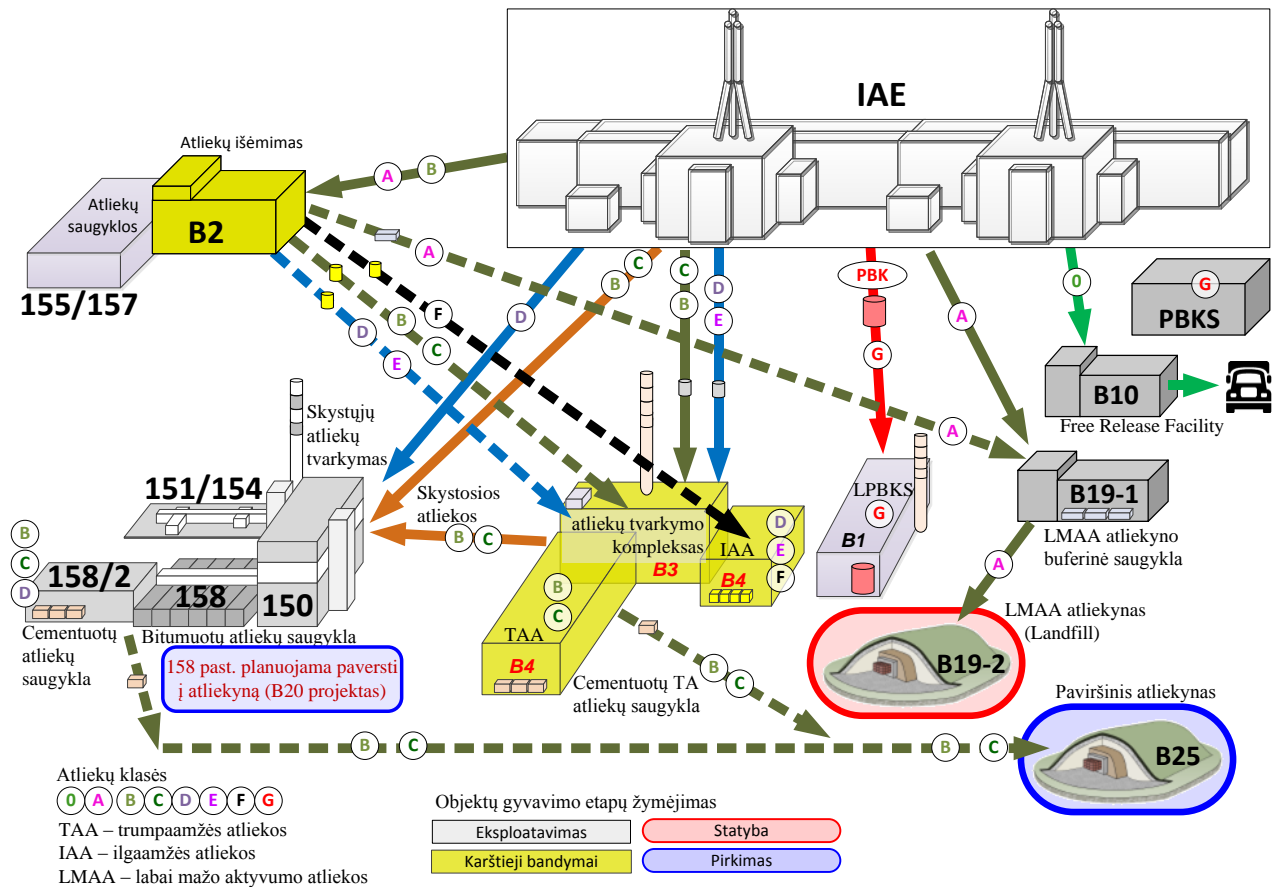 IAE
Atliekų išėmimas
Atliekų
saugyklos
B2
155/157
A
B
A
C
B
C
B
D
E
D
PBK
G
A
0
G
PBKS
B10
Free Release Facility
F
B
C
D
E
A
Skystųjų
atliekų
tvarkymas
151/154
Skystosios
atliekos
B
C
158/2
158
150
B
C
D
Cementuotų
atliekų
saugykla
Bitumuotų atliekų saugykla
158 past. planuojama paversti
į atliekyną (B20 projektas)
atliekų tvarkymo
kompleksas
B3
IAA
B4
D
E
F
B
C
TAA
B4
Cementuotų TA
atliekų saugykla
B
C
LPBKS
G
B1
B19-1
LMAA atliekyno
buferinė saugykla
A
LMAA atliekynas
(Landfill)
B19-2
Paviršinis atliekynas
B25
B
C
B
C
Atliekų klasės
0 A B C D E F G
TAA – trumpaamžės atliekos
IAA – ilgaamžės atliekos
LMAA – labai mažo aktyvumo atliekos
Objektų gyvavimo etapų žymėjimas
Eksploatavimas
Statyba
Karštieji bandymai
Pirkimas